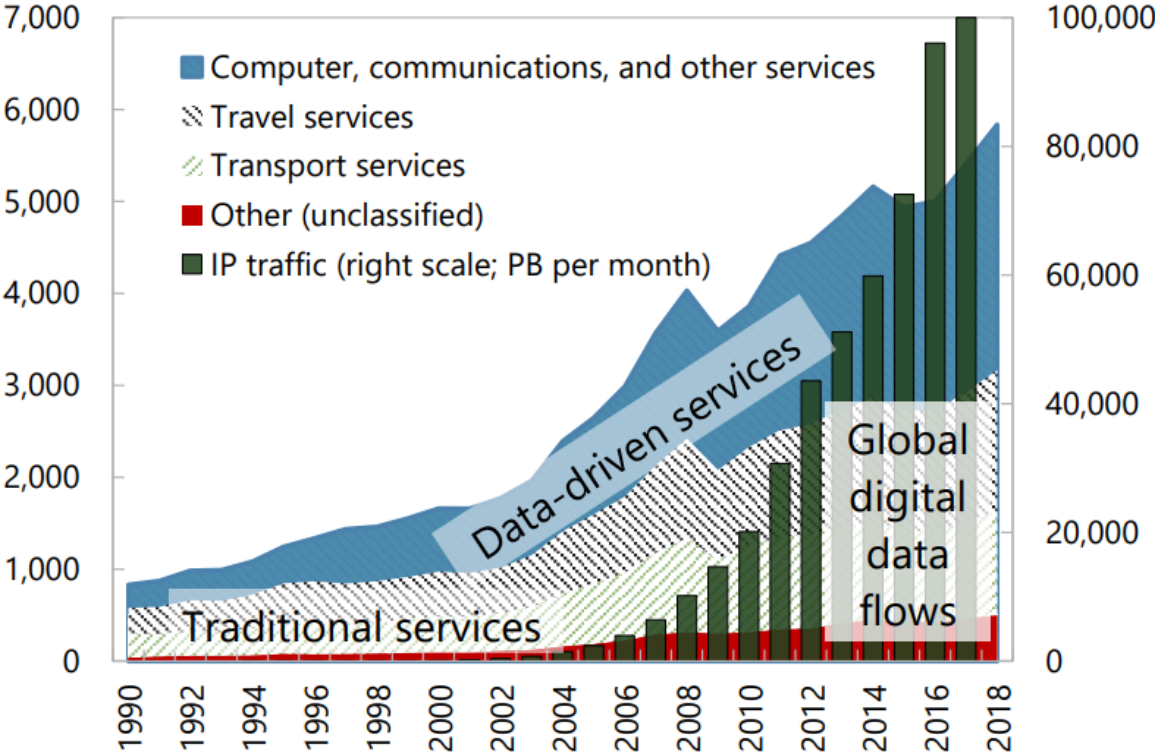 7,000
6,000
5,000
4,000
3,000
2,000
1,000
0
100,000
80,000
60,000
40,000
20,000
0
Computer, communications, and other services
Travel services
Transport services
Other (unclassified)
IP traffic (right scale; PB per month)
Data-driven services
Traditional services
Global
digital
data
flows
1990
1992
1994
1996
1998
2000
2002
2004
2006
2008
2010
2012
2014
2016
2018